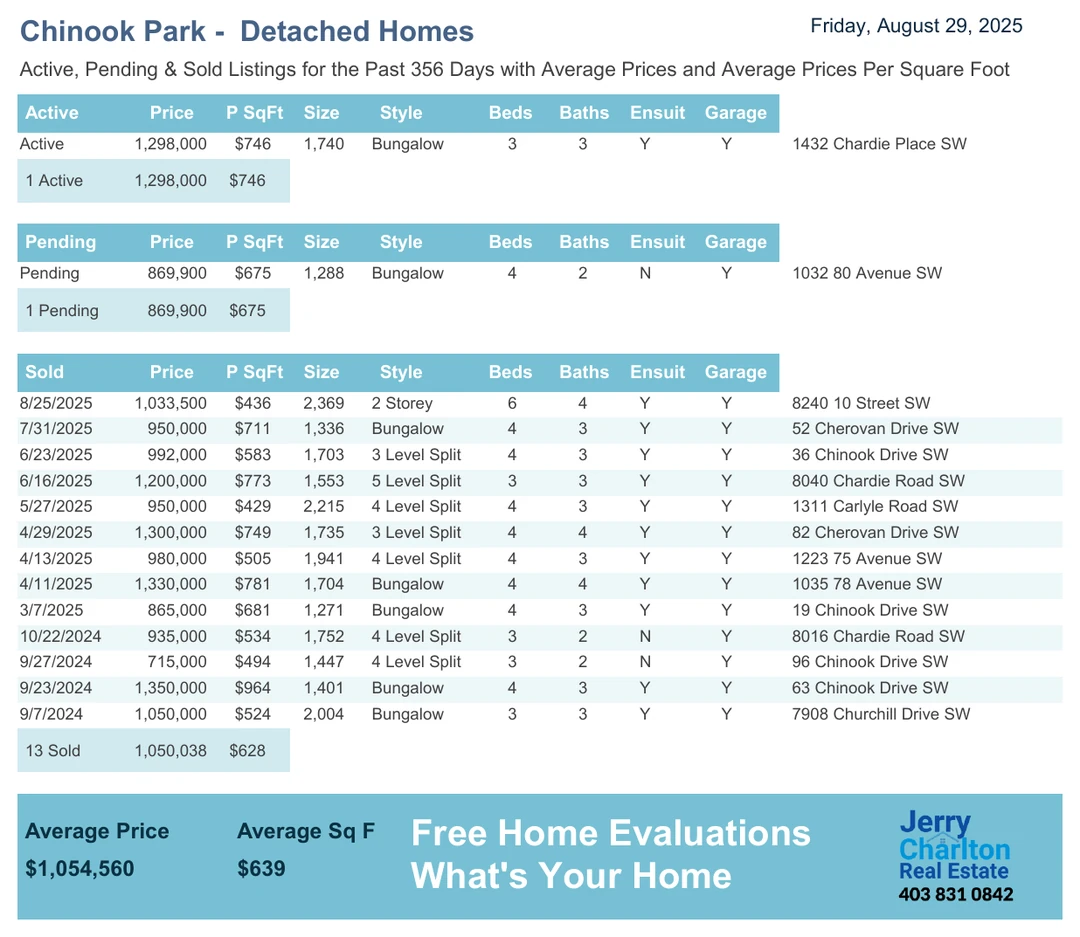 Chinook Park -  Detached Homes
Friday, August 29, 2025
Active, Pending & Sold Listings for the Past 356 Days with Average Prices and Average Prices Per Square Foot
Active Price P SqFt Size Style Beds Baths Ensuit Garage
Active 1,298,000 $746 1,740 Bungalow 3 3 Y Y 1432 Chardie Place SW
1 Active 1,298,000 $746
Pending Price P SqFt Size Style Beds Baths Ensuit Garage
Pending 869,900 $675 1,288 Bungalow 4 2 N Y 1032 80 Avenue SW
1 Pending 869,900 $675
Sold Price P SqFt Size Style Beds Baths Ensuit Garage
8/25/2025 1,033,500 $436 2,369 2 Storey 6 4 Y Y 8240 10 Street SW
7/31/2025 950,000 $711 1,336 Bungalow 4 3 Y Y 52 Cherovan Drive SW
6/23/2025 992,000 $583 1,703 3 Level Split 4 3 Y Y 36 Chinook Drive SW
6/16/2025 1,200,000 $773 1,553 5 Level Split 3 3 Y Y 8040 Chardie Road SW
5/27/2025 950,000 $429 2,215 4 Level Split 4 3 Y Y 1311 Carlyle Road SW
4/29/2025 1,300,000 $749 1,735 3 Level Split 4 4 Y Y 82 Cherovan Drive SW
4/13/2025 980,000 $505 1,941 4 Level Split 4 3 Y Y 1223 75 Avenue SW
4/11/2025 1,330,000 $781 1,704 Bungalow 4 4 Y Y 1035 78 Avenue SW
3/7/2025 865,000 $681 1,271 Bungalow 4 3 Y Y 19 Chinook Drive SW
10/22/2024 935,000 $534 1,752 4 Level Split 3 2 N Y 8016 Chardie Road SW
9/27/2024 715,000 $494 1,447 4 Level Split 3 2 N Y 96 Chinook Drive SW
9/23/2024 1,350,000 $964 1,401 Bungalow 4 3 Y Y 63 Chinook Drive SW
9/7/2024 1,050,000 $524 2,004 Bungalow 3 3 Y Y 7908 Churchill Drive SW
13 Sold 1,050,038 $628
Average Price Average Sq F
$1,054,560 $639
Free Home Evaluations
What's Your Home
Jerry
Charlton
Real Estate
403 831 0842